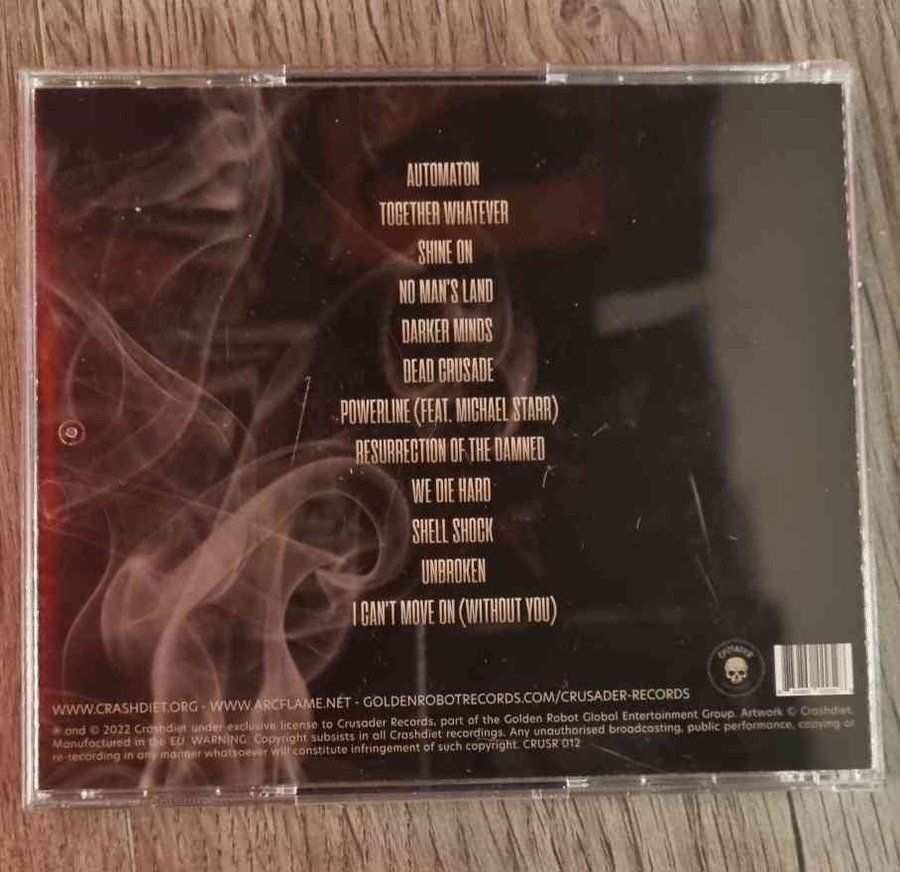 AUTOMATON
TOGETHER WHATEVER
SHINE ON
NO MAN'S LAND
DARKER MINDS
DEAD CRUSADE
POWERLINE (FEAT. MICHAEL STARR)
RESURRECTION OF THE DAMNED
WE DIE HARD
SHELL SHOCK
UNBROKEN
I CAN'T MOVE ON (WITHOUT YOU)
CRUSADER
WWW.CRASHDIET.ORG - WWW.ARCFLAME.NET - GOLDENROBOTRECORDS.COM/CRUSADER-RECORDS
℗ and © 2022 Crashdiet under exclusive license to Crusader Records, part of the Golden Robot Global Entertainment Group. Artwork © Crashdiet.
Manufactured in the EU. WARNING: Copyright subsists in all Crashdiet recordings. Any unauthorised broadcasting, public performance, copying or
re-recording in any manner whatsoever will constitute infringement of such copyright. CRUSR 012